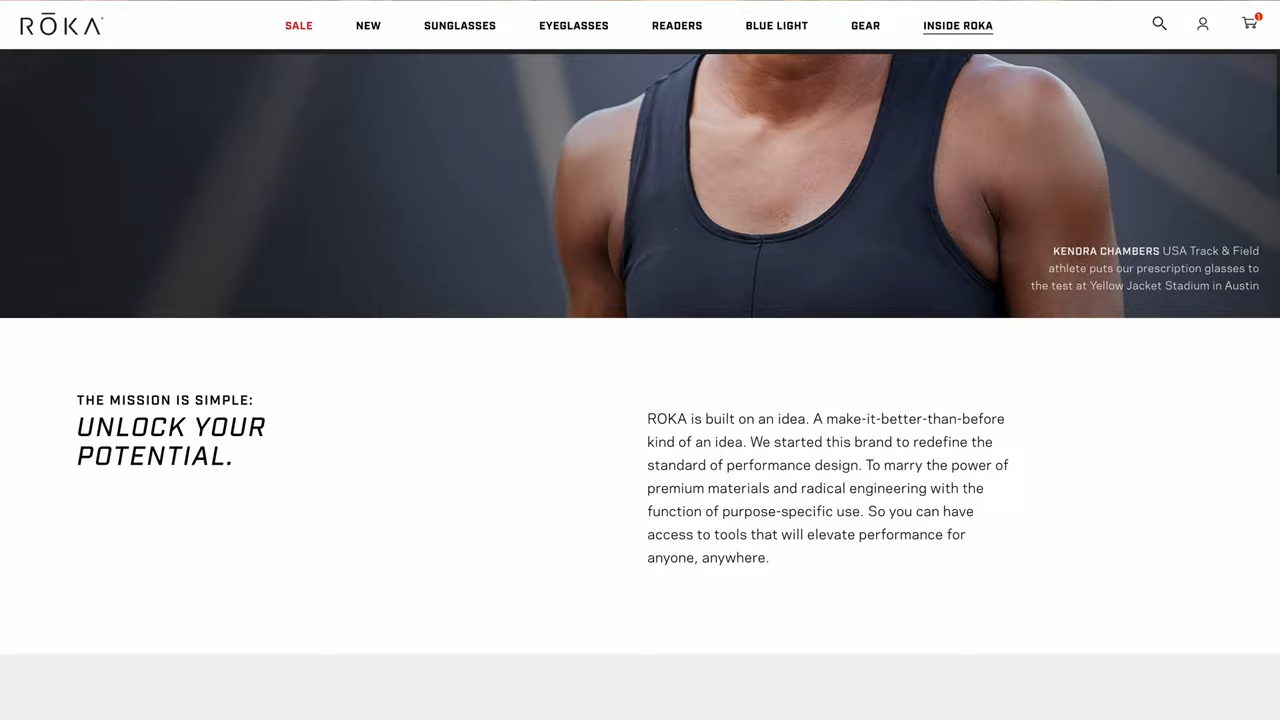 RŌKA
SALE NEW SUNGLASSES EYEGLASSES READERS BLUE LIGHT GEAR INSIDE ROKA
1
KENDRA CHAMBERS USA Track & Field
athlete puts our prescription glasses to
the test at Yellow Jacket Stadium in Austin
THE MISSION IS SIMPLE:
UNLOCK YOUR
POTENTIAL.
ROKA is built on an idea. A make-it-better-than-before
kind of an idea. We started this brand to redefine the
standard of performance design. To marry the power of
premium materials and radical engineering with the
function of purpose-specific use. So you can have
access to tools that will elevate performance for
anyone, anywhere.